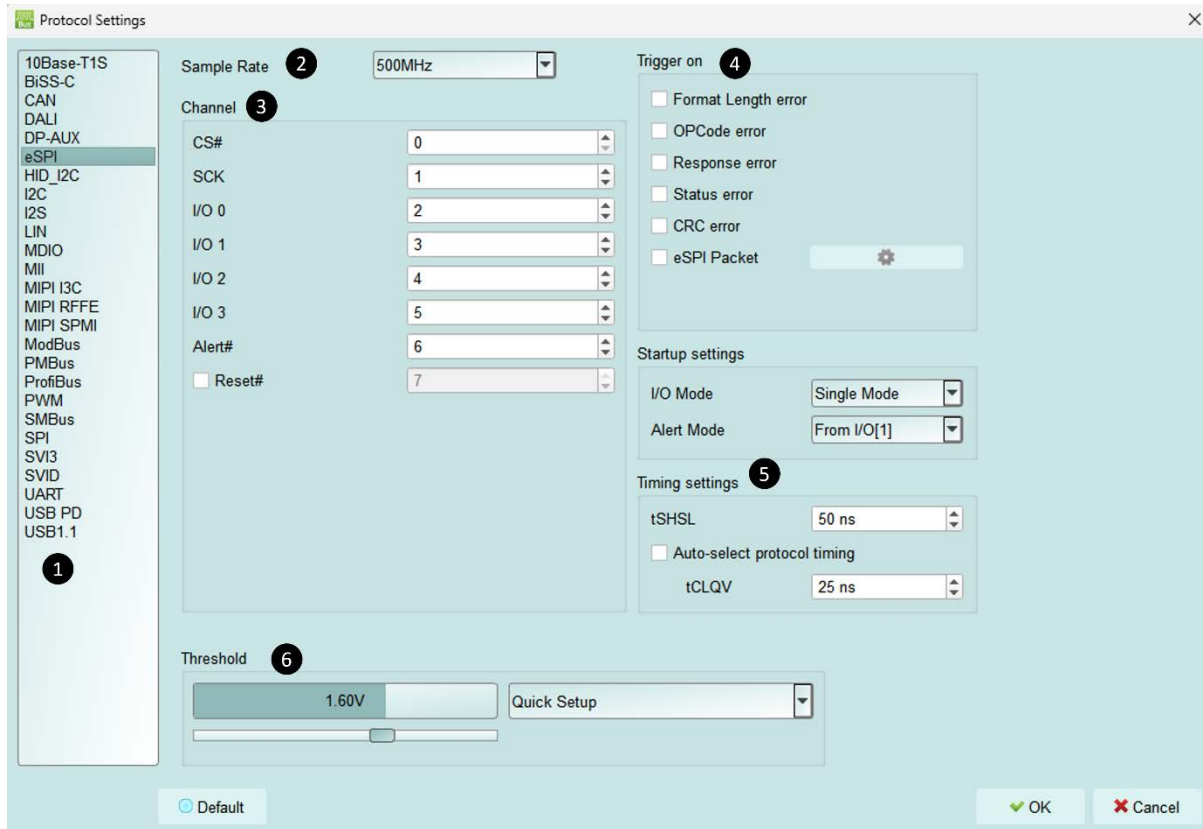 Bus
Protocol Settings
10Base-T1S
BiSS-C
CAN
DALI
DP-AUX
eSPI
HID_I2C
I2C
I2S
LIN
MDIO
MII
MIPI I3C
MIPI RFFE
MIPI SPMI
ModBus
PMBus
ProfiBus
PWM
SMBus
SPI
SVI3
SVID
UART
USB PD
USB1.1
1
Sample Rate 2 500MHz
Channel 3
CS# 0
SCK 1
I/O 0 2
I/O 1 3
I/O 2 4
I/O 3 5
Alert# 6
Reset# 7
Trigger on 4
Format Length error
OPCode error
Response error
Status error
CRC error
eSPI Packet
Startup settings
I/O Mode Single Mode
Alert Mode From I/O[1]
Timing settings 5
tSHSL 50 ns
Auto-select protocol timing
tCLQV 25 ns
Threshold 6
1.60V Quick Setup
Default OK Cancel